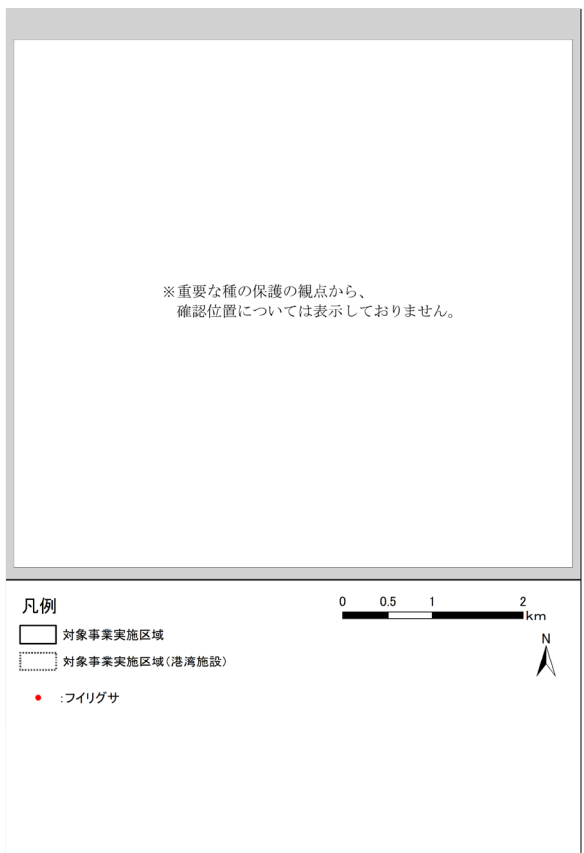 ※重要な種の保護の観点から、
確認位置については表示しておりません。
凡例
0 0.5 1 2
km
対象事業実施区域
N
対象事業実施区域(港湾施設)
:フイリグサ